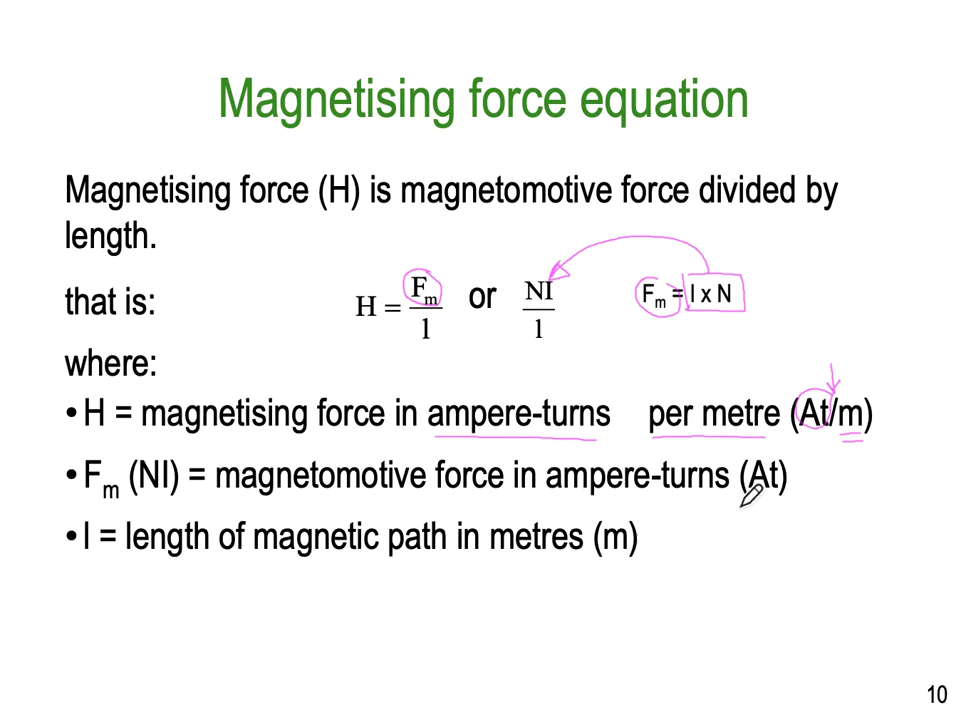 Magnetising force equation
Magnetising force (H) is magnetomotive force divided by
length.
that is: H = Fm/l or NI/l Fm = I x N
where:
• H = magnetising force in ampere-turns per metre (At/m)
• Fm (NI) = magnetomotive force in ampere-turns (At)
• l = length of magnetic path in metres (m)
10